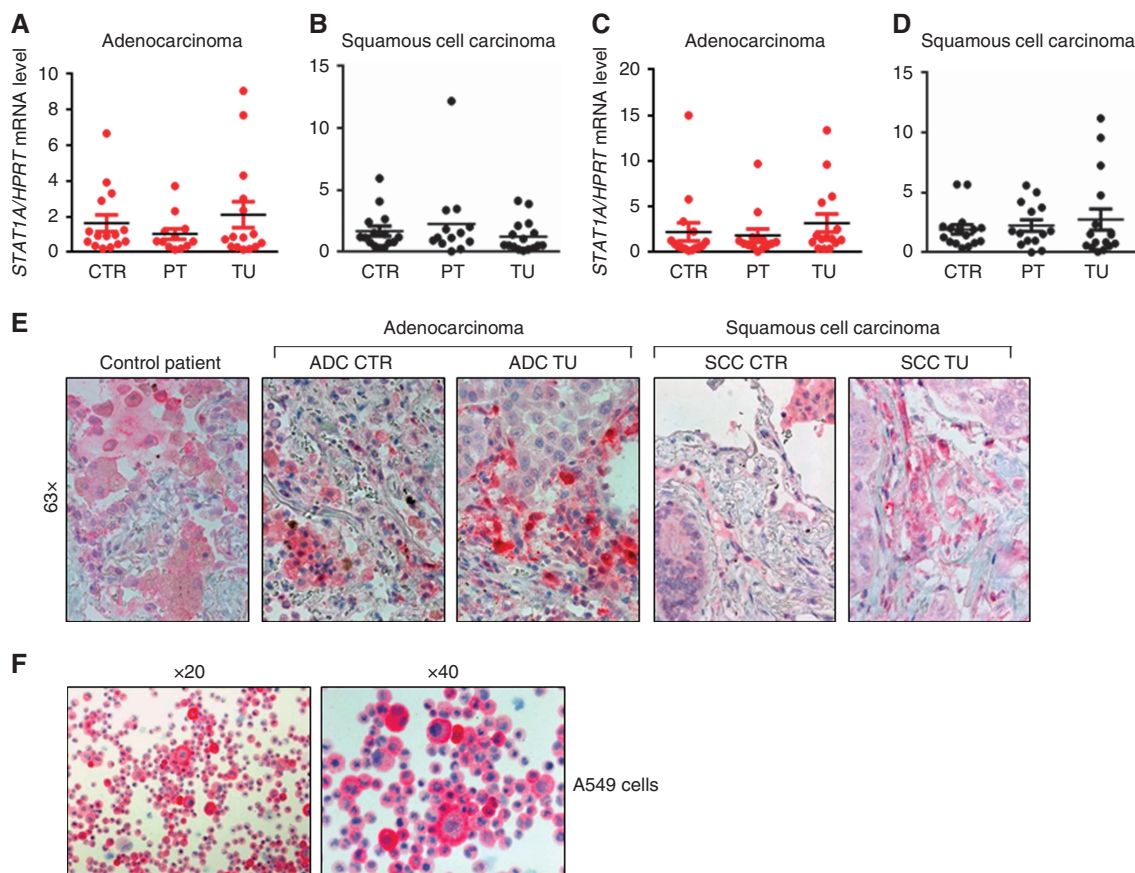 A
B
C
D
Adenocarcinoma
Squamous cell carcinoma
Adenocarcinoma
Squamous cell carcinoma
STAT1A/HPRT mRNA level
10
8
6
4
2
0
CTR PT TU
15
10
5
0
CTR PT TU
STAT1A/HPRT mRNA level
20
15
10
5
0
CTR PT TU
15
10
5
0
CTR PT TU
E
Adenocarcinoma
Squamous cell carcinoma
Control patient
ADC CTR
ADC TU
SCC CTR
SCC TU
63×
F
×20
×40
A549 cells